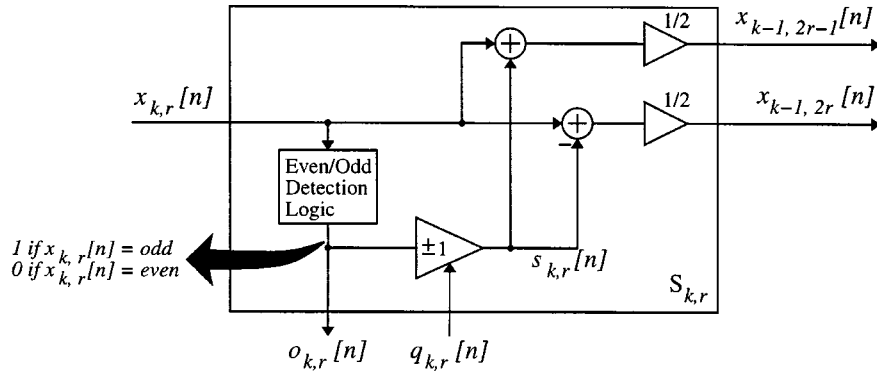 1/2
x_{k-1, 2r-1}[n]
+
x_{k,r}[n]
1/2
x_{k-1, 2r}[n]
+
−
Even/Odd
Detection
Logic
1 if x_{k, r}[n] = odd
0 if x_{k, r}[n] = even
±1
s_{k,r}[n]
S_{k,r}
o_{k,r}[n]
q_{k,r}[n]